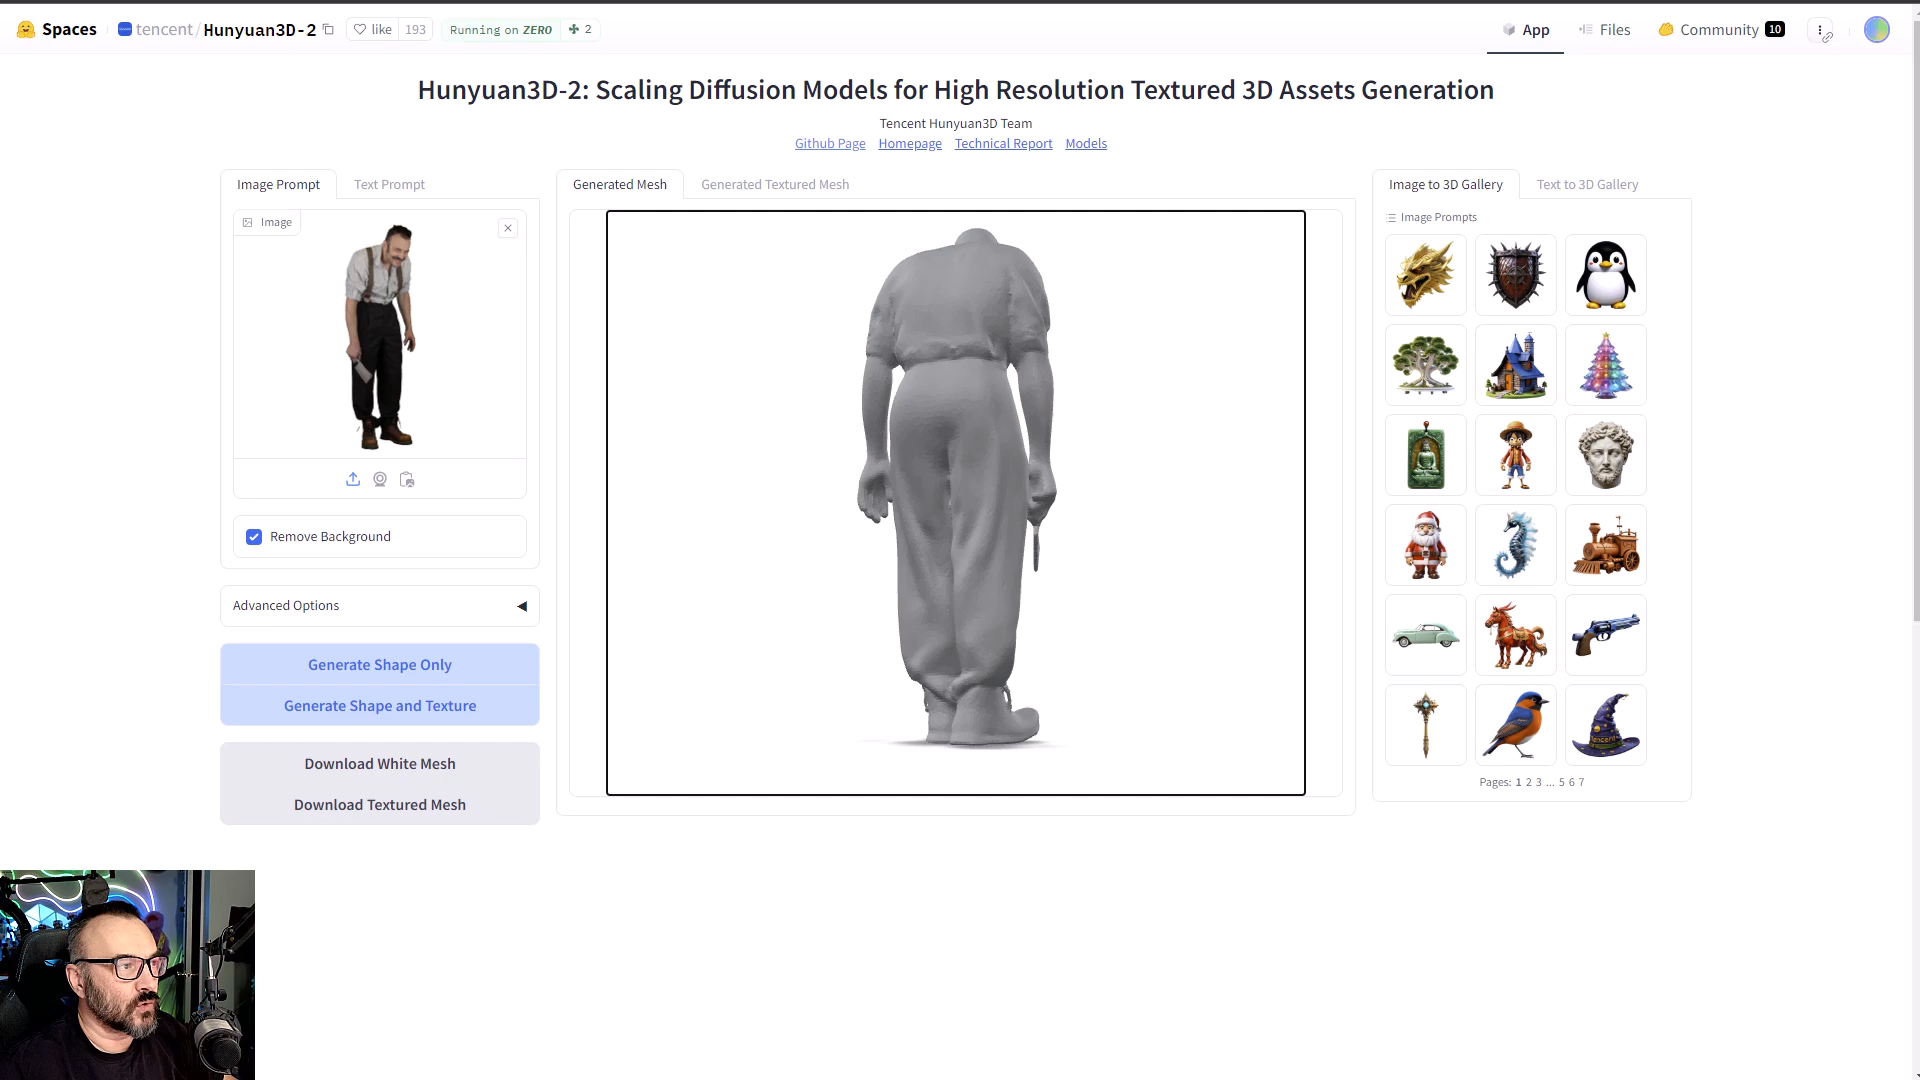 Spaces
tencent/Hunyuan3D-2
like 193
Running on ZERO 2
App
Files
Community 10
Hunyuan3D-2: Scaling Diffusion Models for High Resolution Textured 3D Assets Generation
Tencent Hunyuan3D Team
Github Page Homepage Technical Report Models
Image Prompt Text Prompt
Image
Remove Background
Advanced Options
Generate Shape Only
Generate Shape and Texture
Download White Mesh
Download Textured Mesh
Generated Mesh Generated Textured Mesh
Image to 3D Gallery Text to 3D Gallery
Image Prompts
Pages: 1 2 3 ... 5 6 7